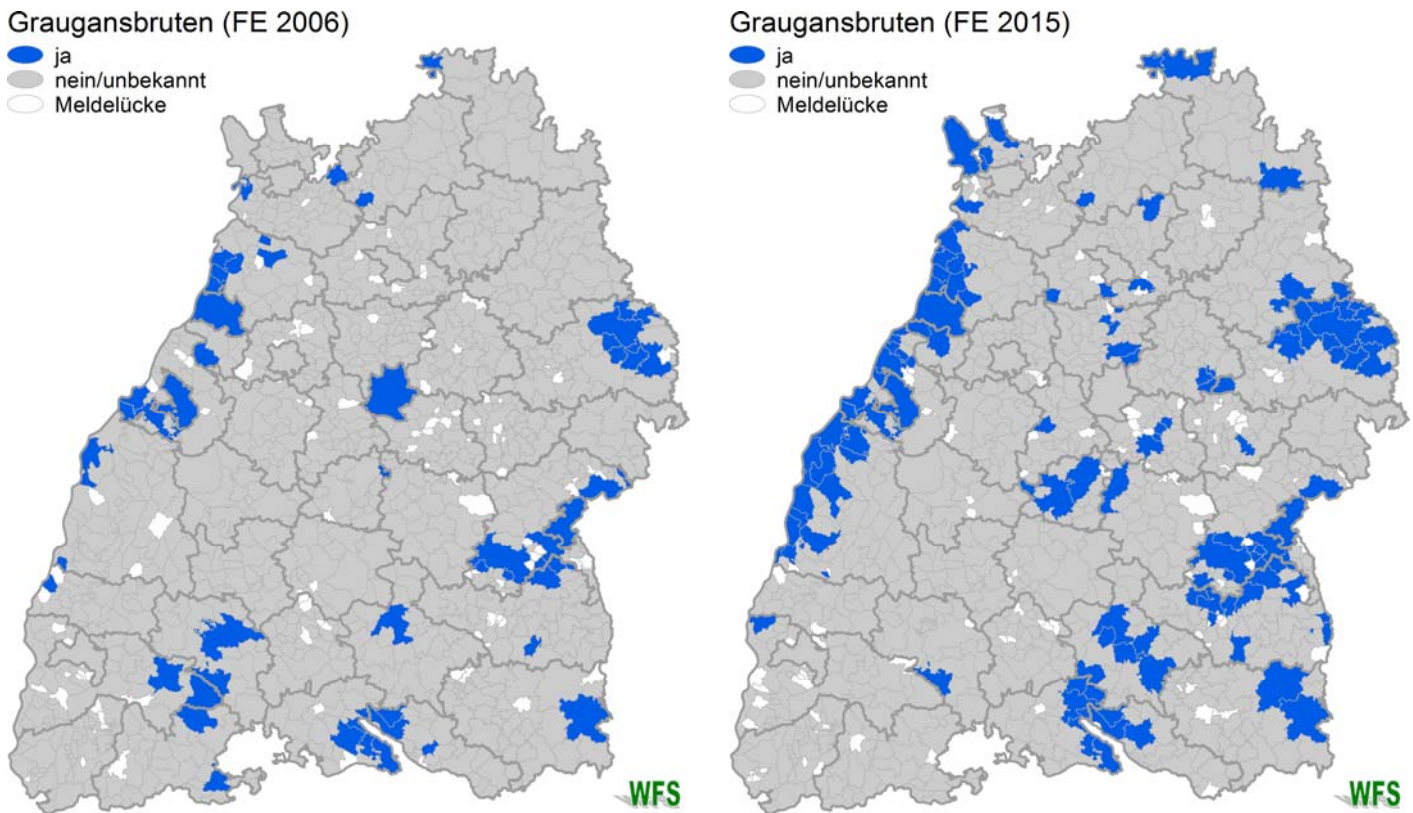 Graugansbruten (FE 2006)
ja
nein/unbekannt
Meldelücke
WFS
Graugansbruten (FE 2015)
ja
nein/unbekannt
Meldelücke
WFS